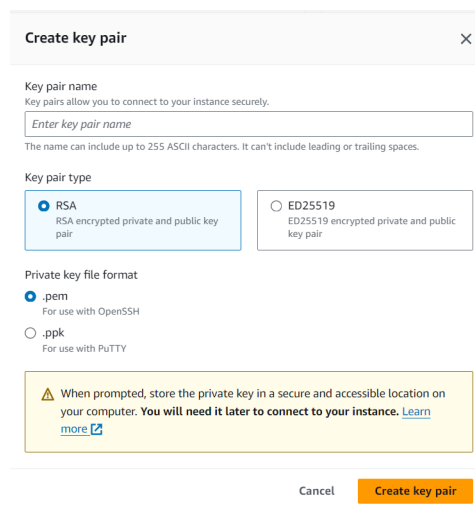 Create key pair
Key pair name
Key pairs allow you to connect to your instance securely.
Enter key pair name
The name can include up to 255 ASCII characters. It can't include leading or trailing spaces.
Key pair type
RSA
RSA encrypted private and public key
pair
ED25519
ED25519 encrypted private and public
key pair
Private key file format
.pem
For use with OpenSSH
.ppk
For use with PuTTY
When prompted, store the private key in a secure and accessible location on
your computer. You will need it later to connect to your instance. Learn
more
Cancel
Create key pair